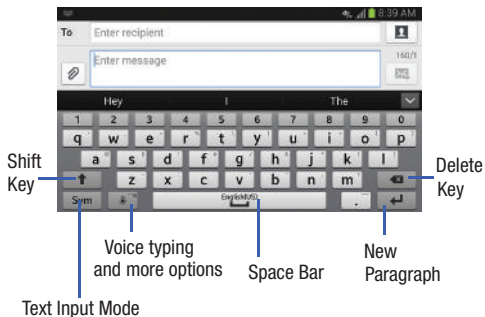 8:39 AM
To Enter recipient
Enter message
160/1
Hey I The
1 2 3 4 5 6 7 8 9 0
q w e r t y u i o p
a s d f g h j k l
z x c v b n m
Sym English(US) .
Shift
Key
Delete
Key
Voice typing
and more options
Space Bar
New
Paragraph
Text Input Mode